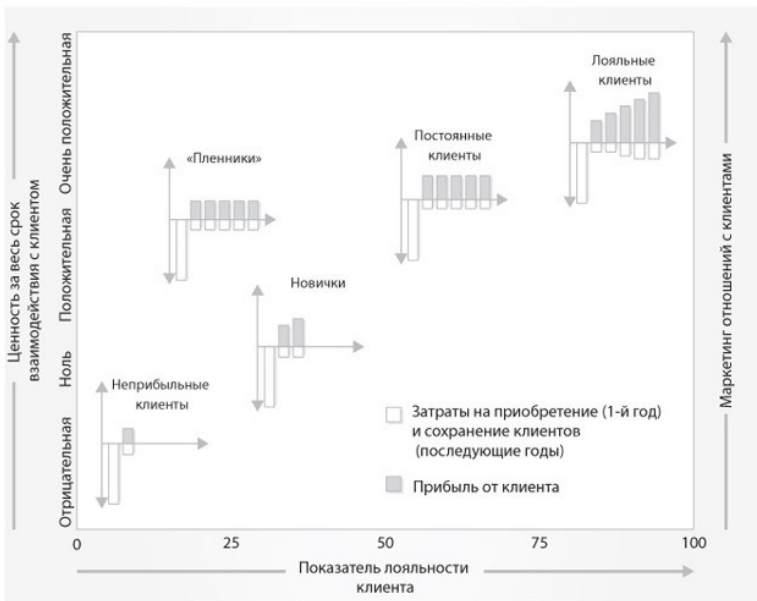 Ценность за весь срок
взаимодействия с клиентом
Очень положительная
Положительная
Ноль
Отрицательная
Лояльные
клиенты
Постоянные
клиенты
«Пленники»
Новички
Неприбыльные
клиенты
Затраты на приобретение (1-й год)
и сохранение клиентов
(последующие годы)
Прибыль от клиента
Маркетинг отношений с клиентами
0
25
50
75
100
Показатель лояльности
клиента